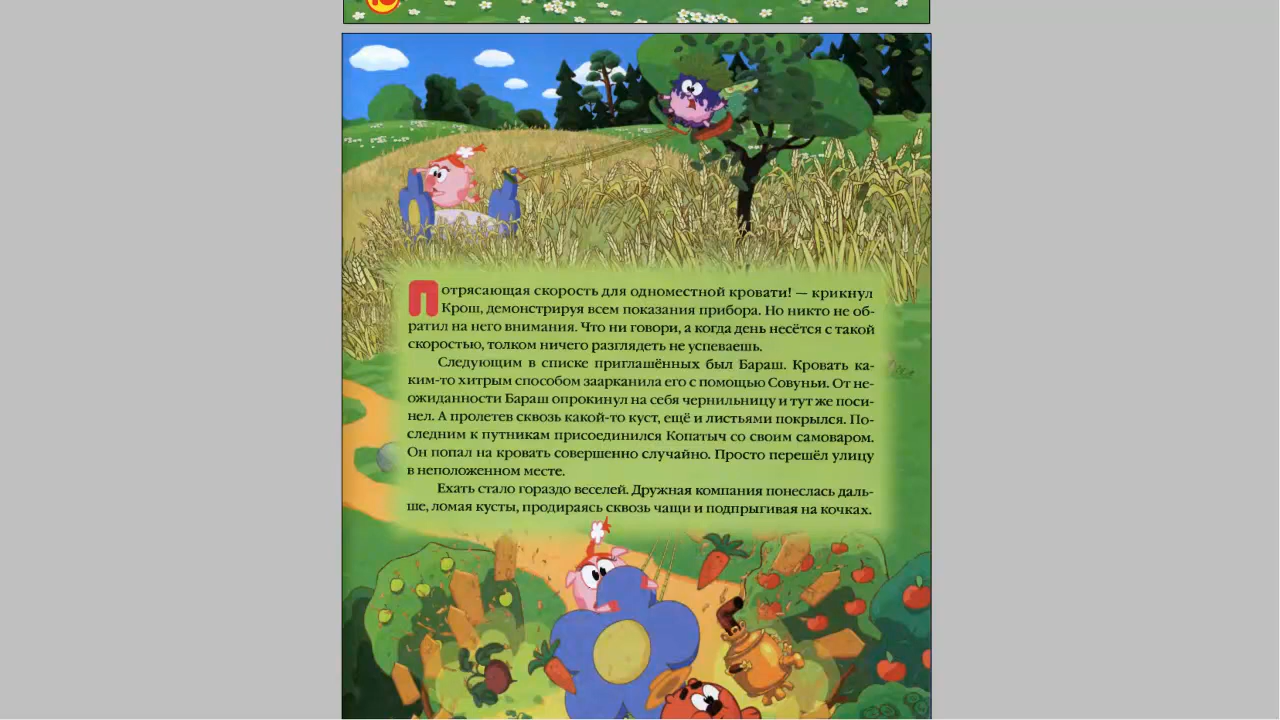 Потрясающая скорость для одноместной кровати! — крикнул
Крош, демонстрируя всем показания прибора. Но никто не об-
ратил на него внимания. Что ни говори, а когда день несётся с такой
скоростью, толком ничего разглядеть не успеваешь.
Следующим в списке приглашённых был Бараш. Кровать ка-
ким-то хитрым способом заарканила его с помощью Совуньи. От не-
ожиданности Бараш опрокинул на себя чернильницу и тут же поси-
нел. А пролетев сквозь какой-то куст, ещё и листьями покрылся. По-
следним к путникам присоединился Копатыч со своим самоваром.
Он попал на кровать совершенно случайно. Просто перешёл улицу
в неположенном месте.
Ехать стало гораздо веселей. Дружная компания понеслась даль-
ше, ломая кусты, продираясь сквозь чащи и подпрыгивая на кочках.